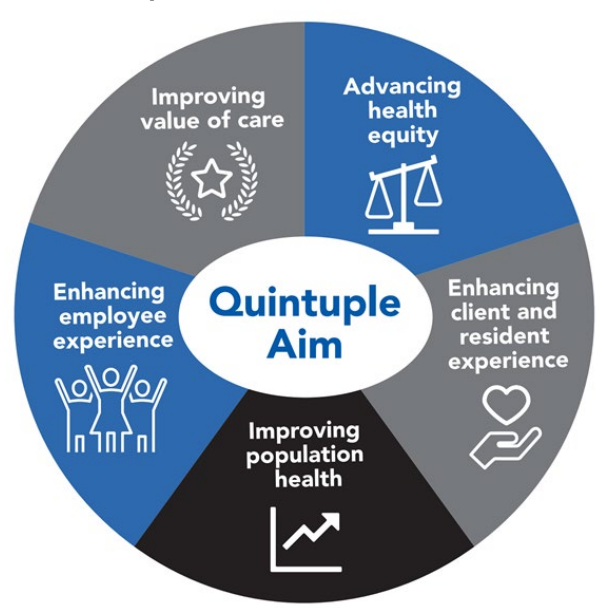 Improving
value of care
Advancing
health
equity
Quintuple
Aim
Enhancing
employee
experience
Enhancing
client and
resident
experience
Improving
population
health